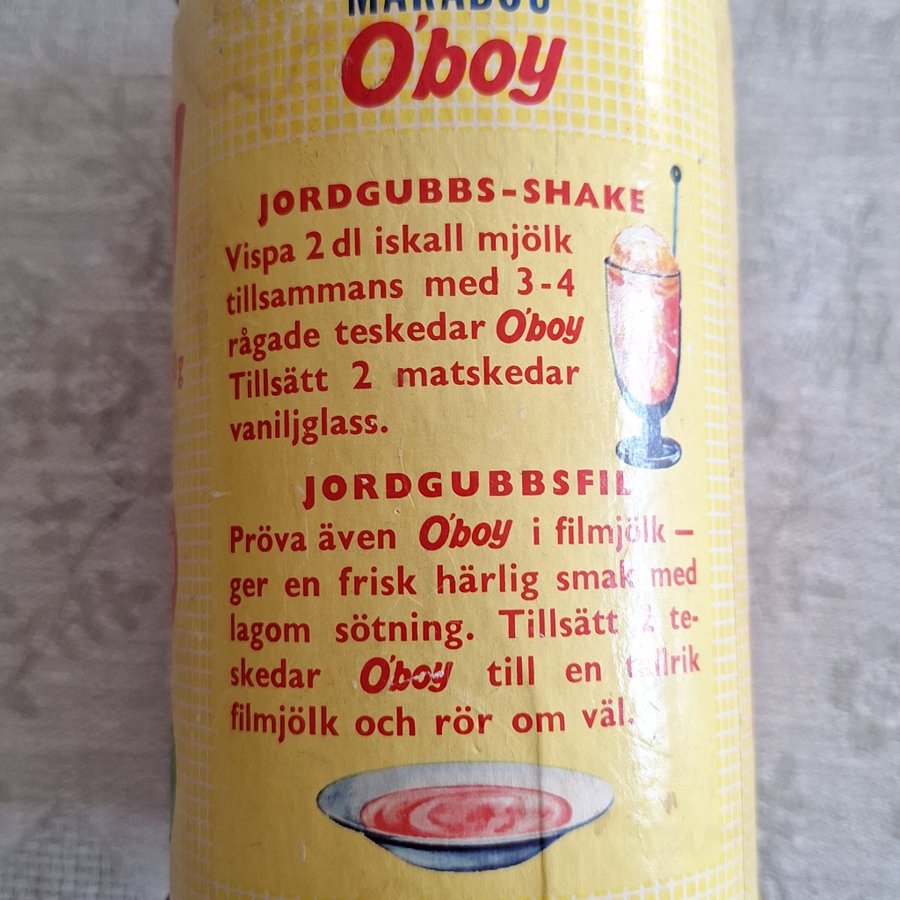 MARABOU
O'boy
JORDGUBBS-SHAKE
Vispa 2 dl iskall mjölk
tillsammans med 3-4
rågade teskedar O'boy
Tillsätt 2 matskedar
vaniljglass.
JORDGUBBSFIL
Pröva även O'boy i filmjölk –
ger en frisk härlig smak med
lagom sötning. Tillsätt te-
skedar O'boy till en tallrik
filmjölk och rör om väl.